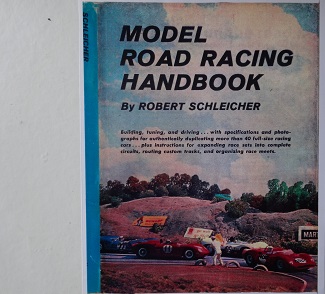 SCHLEICHER
MODEL
ROAD RACING
HANDBOOK
By ROBERT SCHLEICHER
Building, tuning, and driving . . . with specifications and photo-
graphs for authentically duplicating more than 40 full-size racing
cars . . . plus instructions for expanding race sets into complete
circuits, routing custom tracks, and organizing race meets.